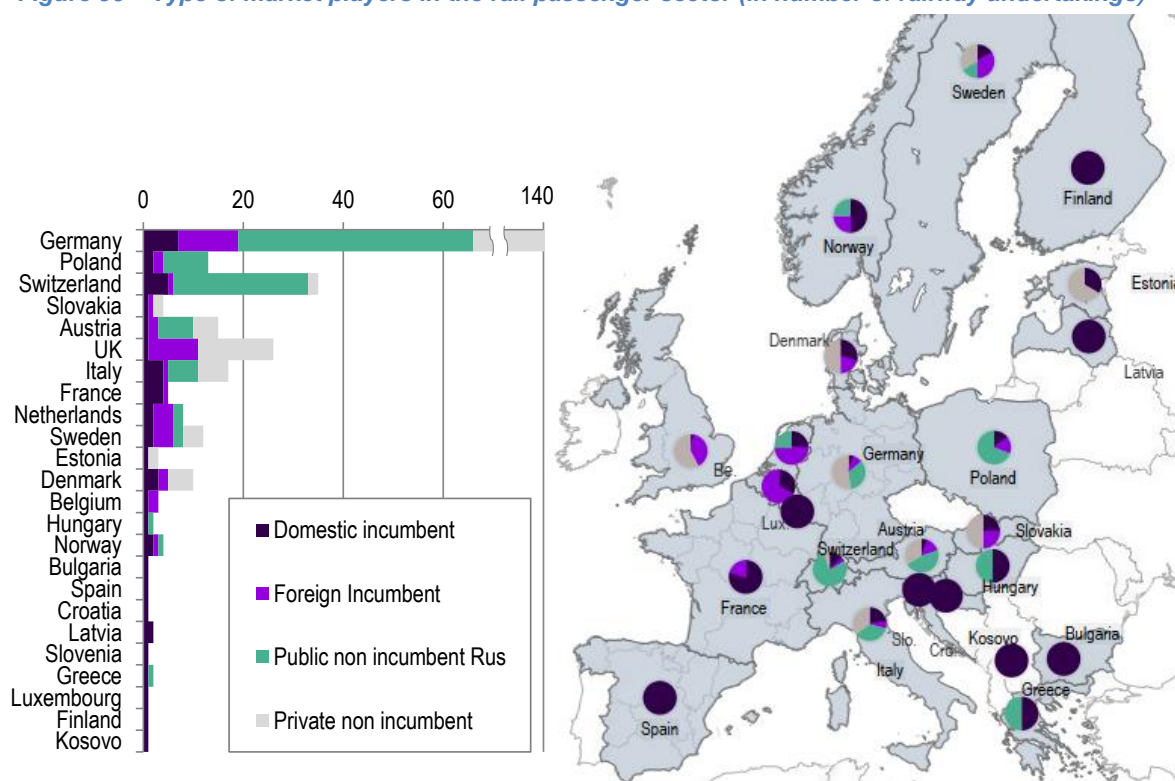 Figure – Type of market players in the rail passenger sector (in number of railway undertakings)
0 20 40 60 140
Germany
Poland
Switzerland
Slovakia
Austria
UK
Italy
France
Netherlands
Sweden
Estonia
Denmark
Belgium
Hungary
Norway
Bulgaria
Spain
Croatia
Latvia
Slovenia
Greece
Luxembourg
Finland
Kosovo
Domestic incumbent
Foreign Incumbent
Public non incumbent Rus
Private non incumbent
Sweden
Finland
Norway
Estonia
Denmark
Latvia
Germany
Be.
Poland
Lux.
Austria
Slovakia
Switzerland
Hungary
France
Slo.
Cro.
Kosovo
Bulgaria
Italy
Greece
Spain